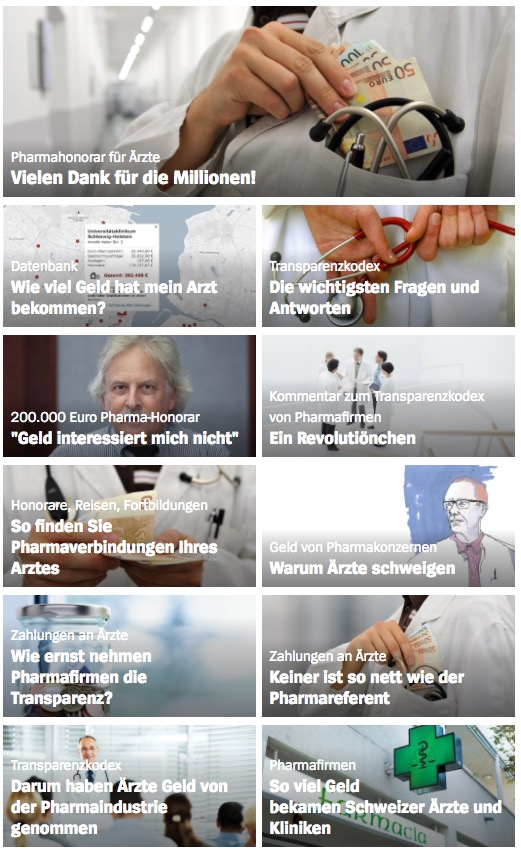 Pharmahonorar für Ärzte
Vielen Dank für die Millionen!
Datenbank
Wie viel Geld hat mein Arzt
bekommen?
Universitätsklinikum
Schleswig-Holstein
Transparenzkodex
Die wichtigsten Fragen und
Antworten
200.000 Euro Pharma-Honorar
"Geld interessiert mich nicht"
Kommentar zum Transparenzkodex
von Pharmafirmen
Ein Revolutiönchen
Honorare, Reisen, Fortbildungen
So finden Sie
Pharmaverbindungen Ihres
Arztes
Geld von Pharmakonzernen
Warum Ärzte schweigen
Zahlungen an Ärzte
Wie ernst nehmen
Pharmafirmen die
Transparenz?
Zahlungen an Ärzte
Keiner ist so nett wie der
Pharmareferent
Transparenzkodex
Darum haben Ärzte Geld von
der Pharmaindustrie
genommen
Pharmafirmen
So viel Geld
bekamen Schweizer Ärzte und
Kliniken